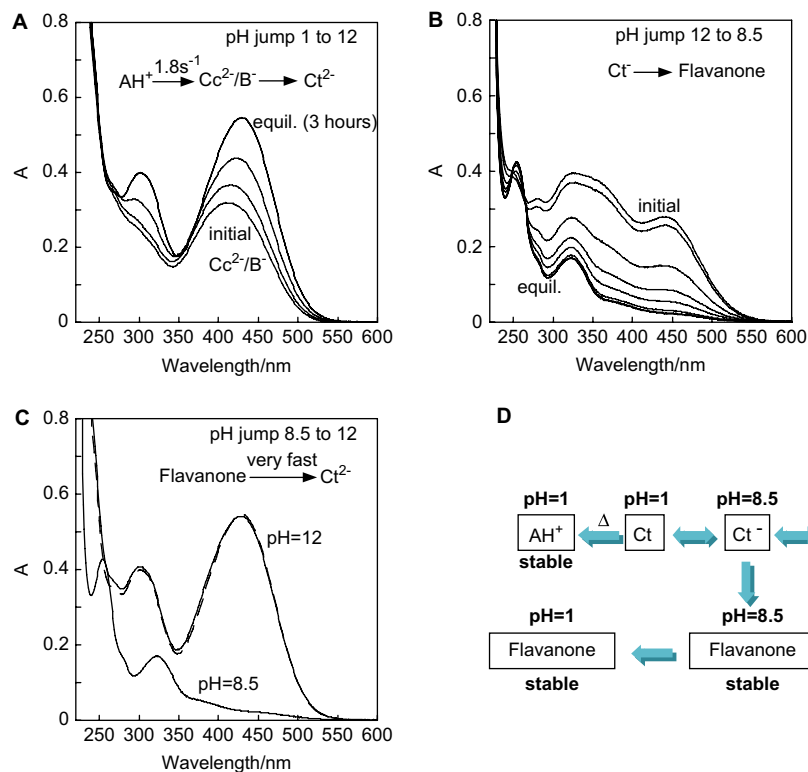 A
pH jump 1 to 12
AH⁺ 1.8s⁻¹ Cc²⁻/B⁻ Ct²⁻
equil. (3 hours)
initial
Cc²⁻/B⁻
0.8
0.6
0.4
0.2
0
A
250 300 350 400 450 500 550 600
Wavelength/nm
B
pH jump 12 to 8.5
Ct⁻ Flavanone
initial
equil.
0.8
0.6
0.4
0.2
0
A
250 300 350 400 450 500 550 600
Wavelength/nm
C
pH jump 8.5 to 12
very fast
Flavanone Ct²⁻
pH=12
pH=8.5
0.8
0.6
0.4
0.2
0
A
250 300 350 400 450 500 550 600
Wavelength/nm
D
pH=1 pH=1 pH=8.5
AH⁺ Δ Ct Ct⁻
stable
pH=1 pH=8.5
Flavanone Flavanone
stable stable